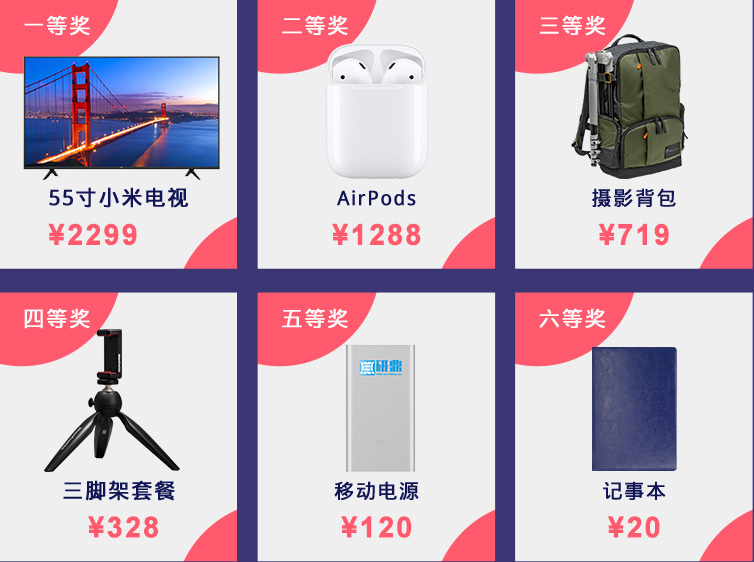 一等奖
55寸小米电视
¥2299
二等奖
AirPods
¥1288
三等奖
摄影背包
¥719
四等奖
三脚架套餐
¥328
五等奖
研鼎
移动电源
¥120
六等奖
记事本
¥20